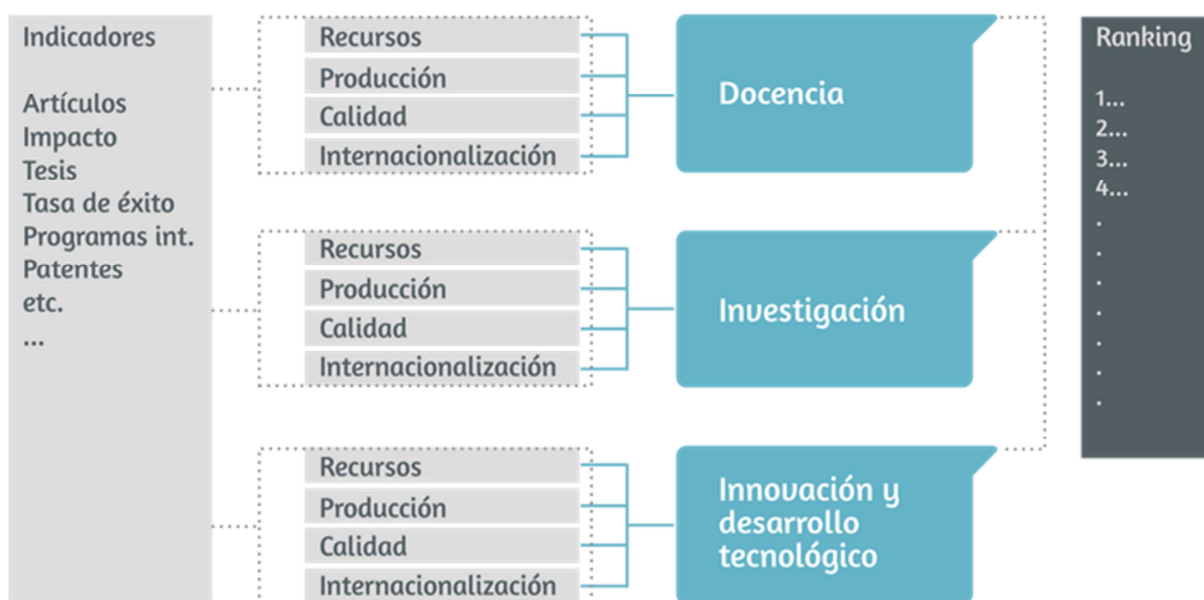 Indicadores
Artículos
Impacto
Tesis
Tasa de éxito
Programas int.
Patentes
etc.
...
Recursos
Producción
Calidad
Internacionalización
Docencia
Recursos
Producción
Calidad
Internacionalización
Investigación
Recursos
Producción
Calidad
Internacionalización
Innovación y
desarrollo
tecnológico
Ranking
1...
2...
3...
4...
.
.
.
.
.
.
.